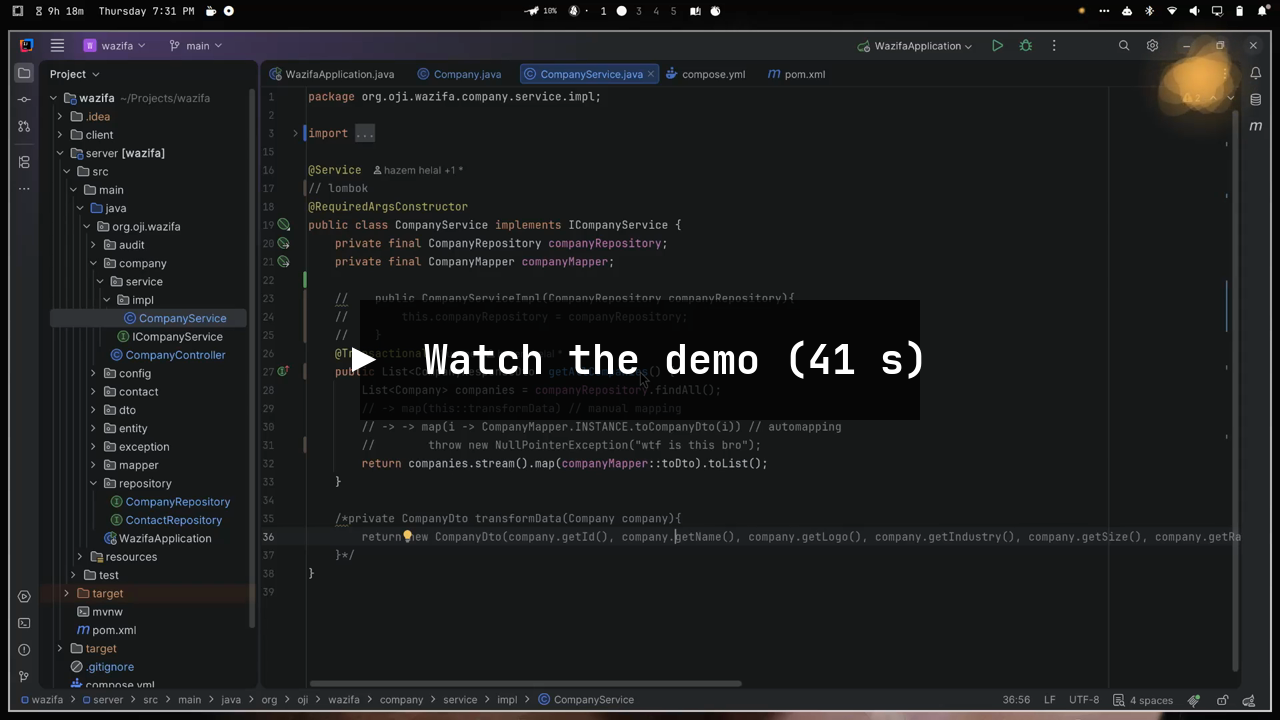 9h 18m Thursday 7:31 PM
10% 1 3 4 5
wazifa main WazifaApplication
Project
WazifaApplication.java Company.java CompanyService.java compose.yml pom.xml
wazifa ~/Projects/wazifa
.idea
client
server [wazifa]
src
main
java
org.oji.wazifa
audit
company
service
impl
CompanyService
ICompanyService
CompanyController
config
contact
dto
entity
exception
mapper
repository
CompanyRepository
ContactRepository
WazifaApplication
resources
test
target
mvnw
pom.xml
target
.gitignore
compose.yml
2
1 package org.oji.wazifa.company.service.impl;
2
3 import ...
15
16 @Service hazem helal +1 *
17 // lombok
18 @RequiredArgsConstructor
19 public class CompanyService implements ICompanyService {
20 private final CompanyRepository companyRepository;
21 private final CompanyMapper companyMapper;
22
23 // public CompanyServiceImpl(CompanyRepository companyRepository){
24 // this.companyRepository = companyRepository;
25 // }
26
▶ Watch the demo (41 s)
27 public List<
28 List<Company> companies = companyRepository.findAll();
29 // -> map(this::transformData) // manual mapping
30 // -> -> map(i -> CompanyMapper.INSTANCE.toCompanyDto(i)) // automapping
31 // throw new NullPointerException("wtf is this bro");
32 return companies.stream().map(companyMapper::toDto).toList();
33 }
34
35 /*private CompanyDto transformData(Company company){
36 return new CompanyDto(company.getId(), company.getName(), company.getLogo(), company.getIndustry(), company.getSize(), company.getRa
37 }*/
38 }
39
wazifa server src main java org oji wazifa company service impl CompanyService 36:56 LF UTF-8 4 spaces